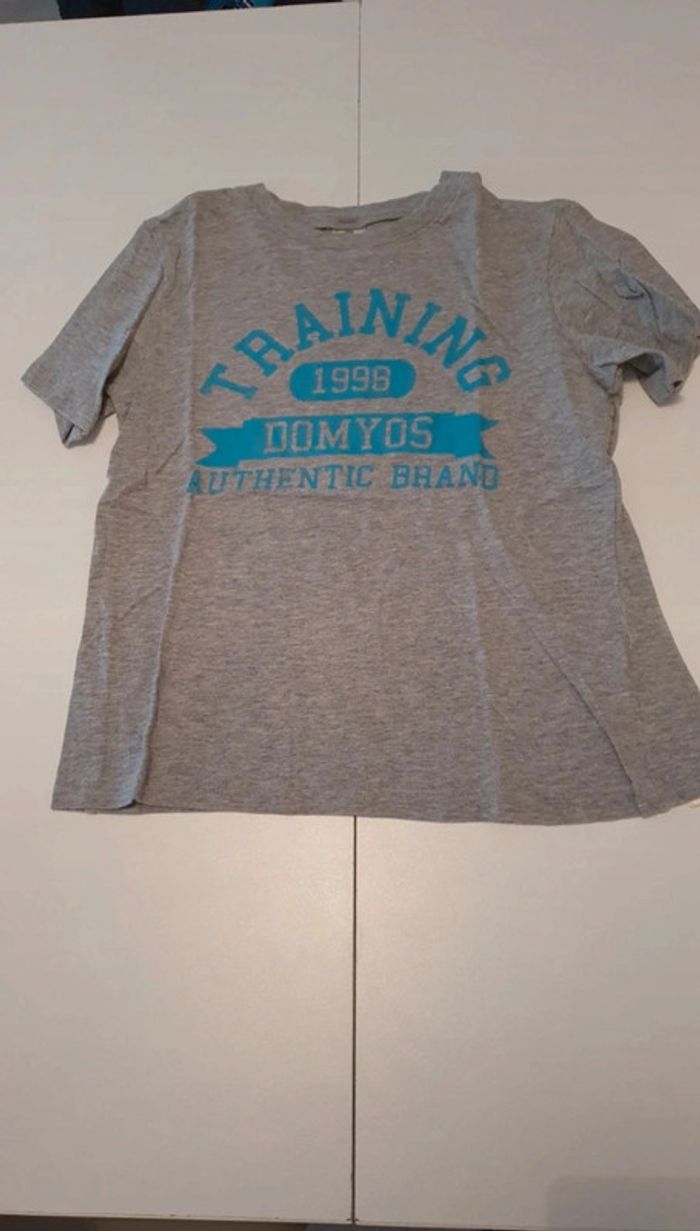 TRAINING
1998
DOMYOS
AUTHENTIC BRAND